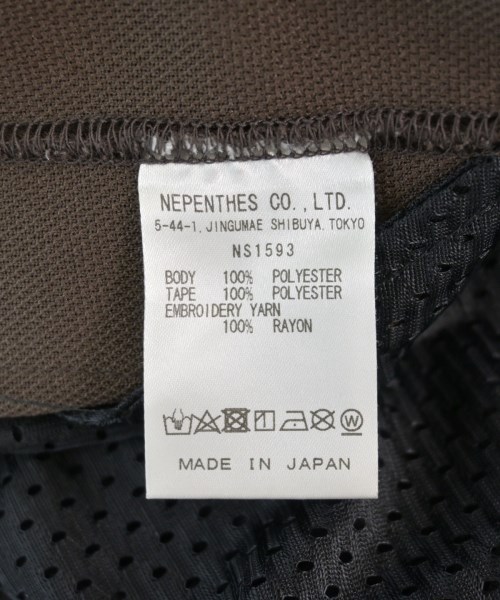 NEPENTHES CO., LTD.
5-44-1, JINGUMAE SHIBUYA, TOKYO
NS1593
BODY 100% POLYESTER
TAPE 100% POLYESTER
EMBROIDERY YARN
100% RAYON
W
MADE IN JAPAN